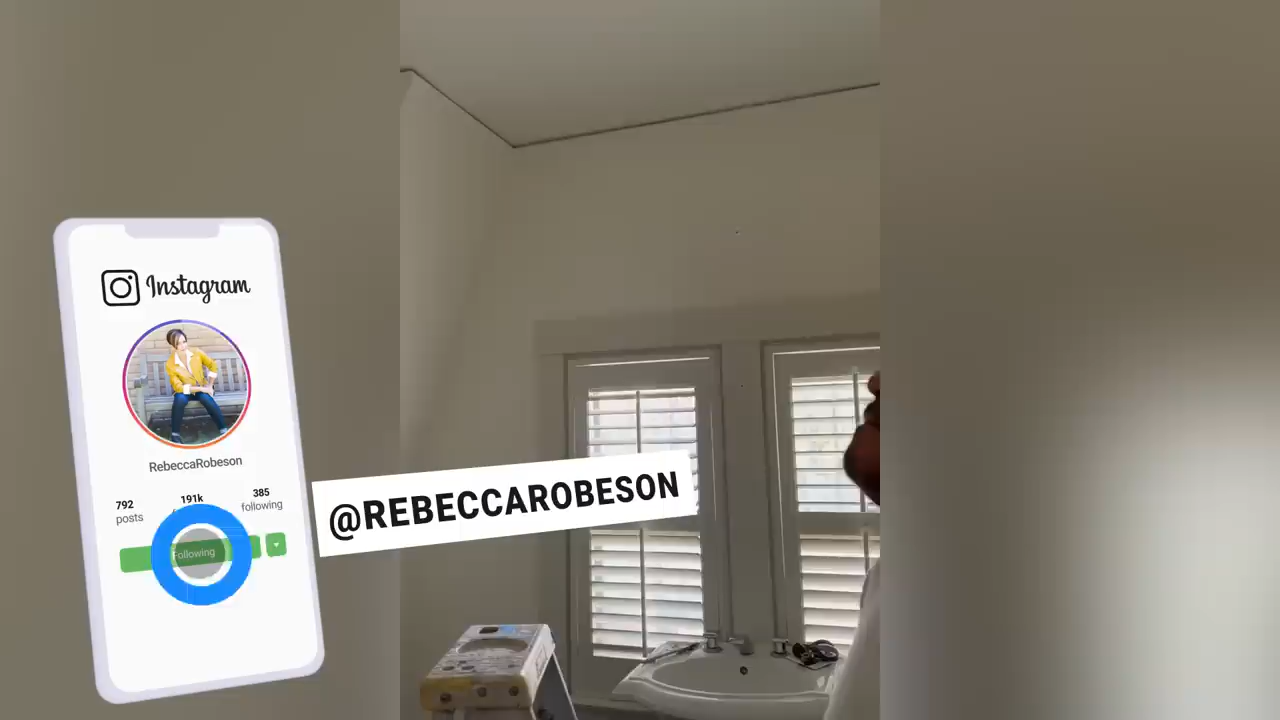 Instagram
RebeccaRobeson
792
posts
191k
385
following
Following
@REBECCAROBESON